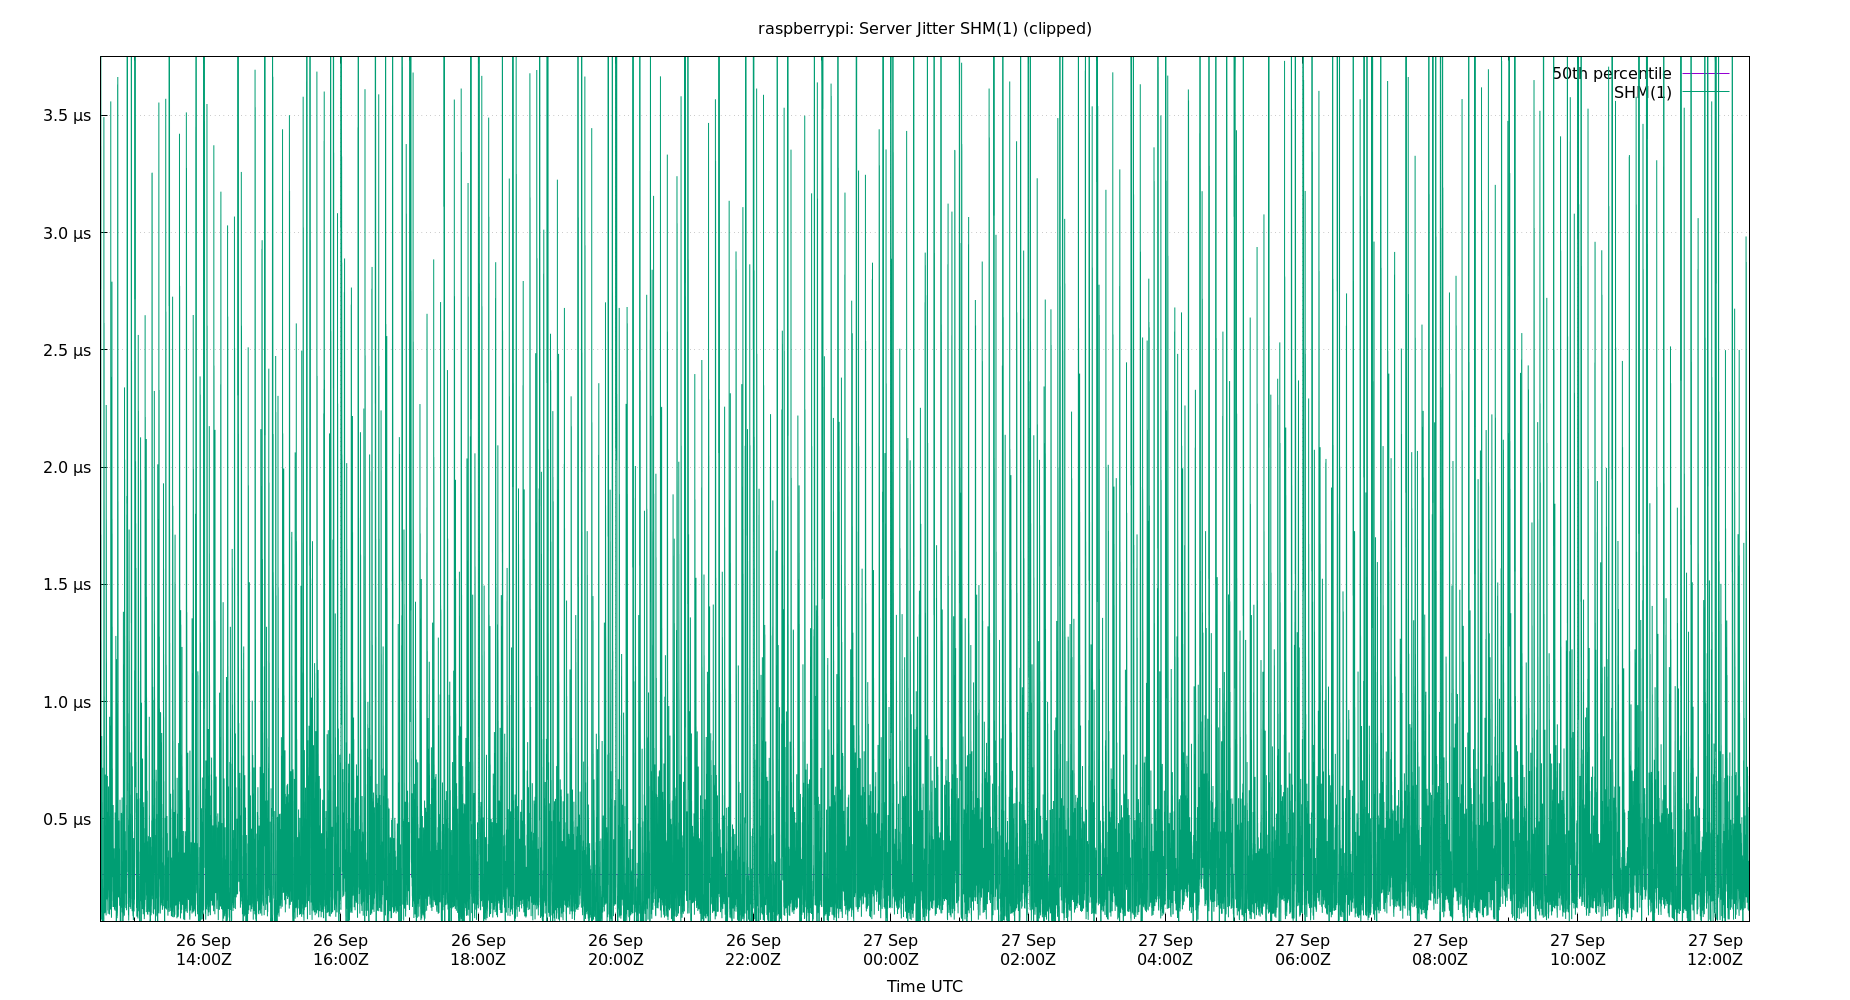 raspberrypi: Server Jitter SHM(1) (clipped)
50th percentile
SHM(1)
3.5 µs
3.0 µs
2.5 µs
2.0 µs
1.5 µs
1.0 µs
0.5 µs
26 Sep 26 Sep 26 Sep 26 Sep 26 Sep 27 Sep 27 Sep 27 Sep 27 Sep 27 Sep 27 Sep 27 Sep
14:00Z 16:00Z 18:00Z 20:00Z 22:00Z 00:00Z 02:00Z 04:00Z 06:00Z 08:00Z 10:00Z 12:00Z
Time UTC